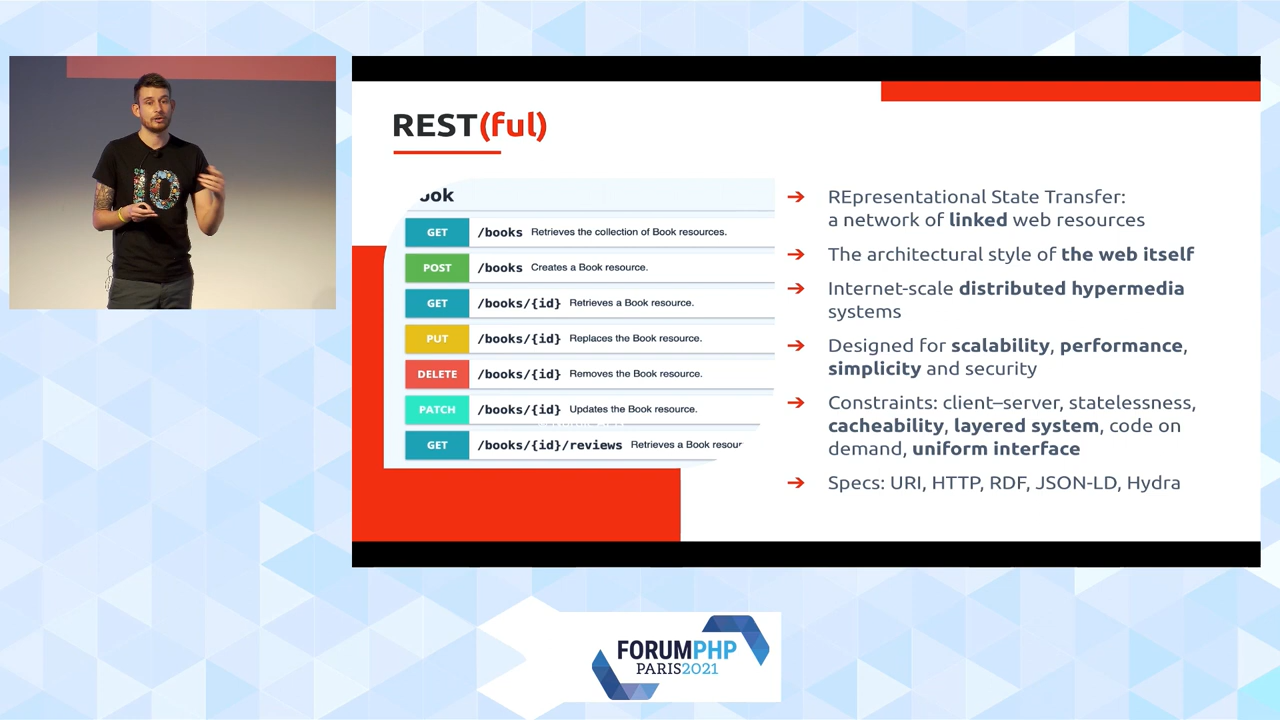 REST(ful)
ook
GET /books Retrieves the collection of Book resources.
POST /books Creates a Book resource.
GET /books/{id} Retrieves a Book resource.
PUT /books/{id} Replaces the Book resource.
DELETE /books/{id} Removes the Book resource.
PATCH /books/{id} Updates the Book resource.
GET /books/{id}/reviews Retrieves a Book resour
➔ REpresentational State Transfer:
a network of linked web resources
➔ The architectural style of the web itself
➔ Internet-scale distributed hypermedia
systems
➔ Designed for scalability, performance,
simplicity and security
➔ Constraints: client–server, statelessness,
cacheability, layered system, code on
demand, uniform interface
➔ Specs: URI, HTTP, RDF, JSON-LD, Hydra
IO
FORUMPHP
PARIS2021